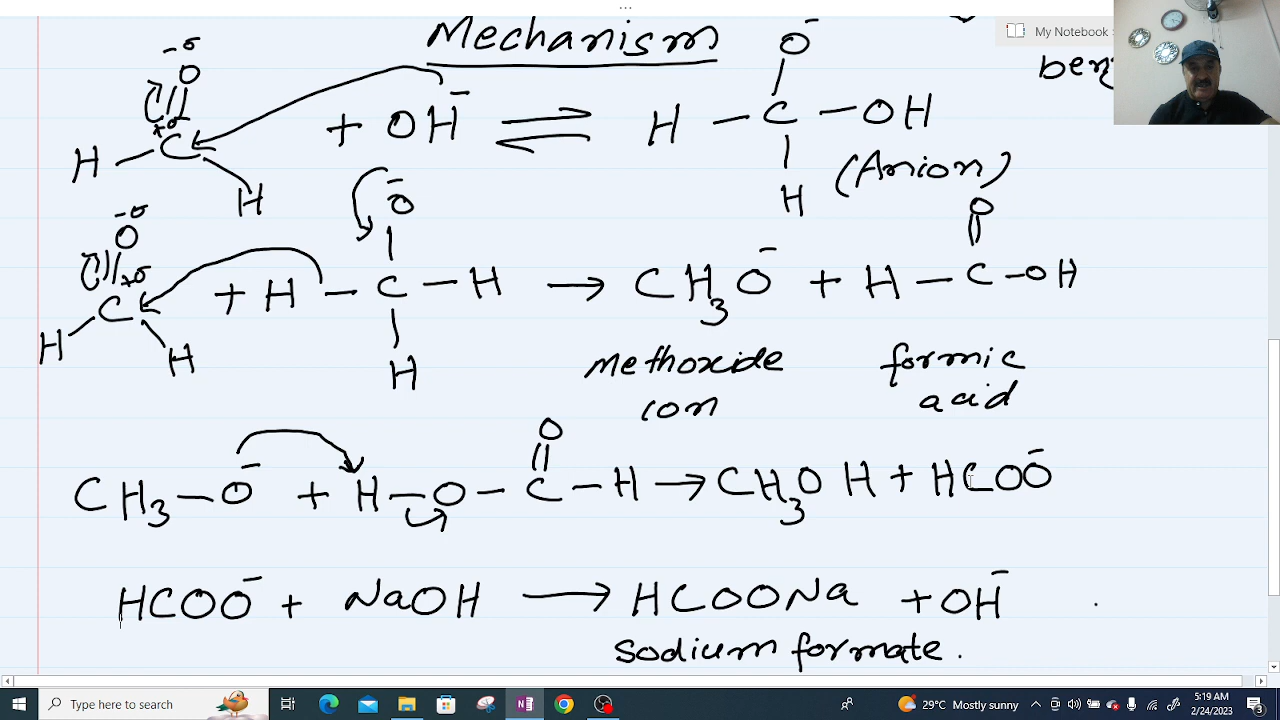 ...
Mechanism
My Notebook
ben
-σ
O
+σ
C
H H
+ OH⁻ ⇌ H - C - OH
O⁻
H
(Anion)
-σ
O
+σ
C
H H
+ H - C - H → CH₃O⁻ + H - C - OH
O⁻
H
O
methoxide ion
formic acid
O
CH₃ - O⁻ + H - O - C - H → CH₃OH + HCOO⁻
HCOO⁻ + NaOH → HCOONa + OH⁻
sodium formate.
Type here to search
29°C Mostly sunny
5:19 AM
2/24/2023